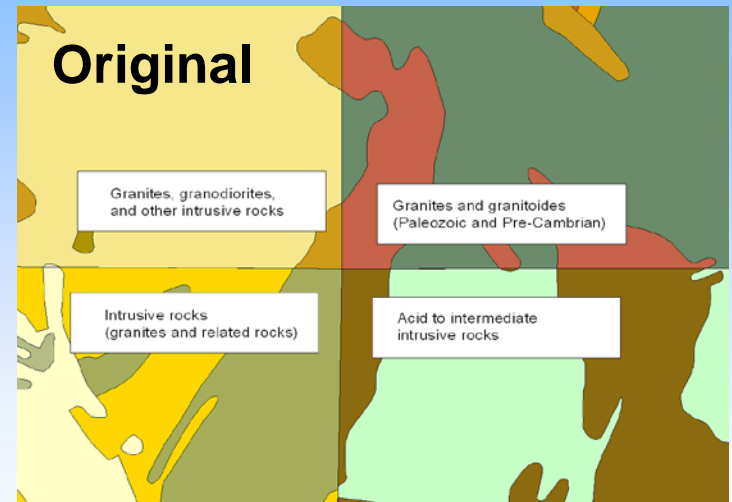 Original
Granites, granodiorites,
and other intrusive rocks
Granites and granitoides
(Paleozoic and Pre-Cambrian)
Intrusive rocks
(granites and related rocks)
Acid to intermediate
intrusive rocks